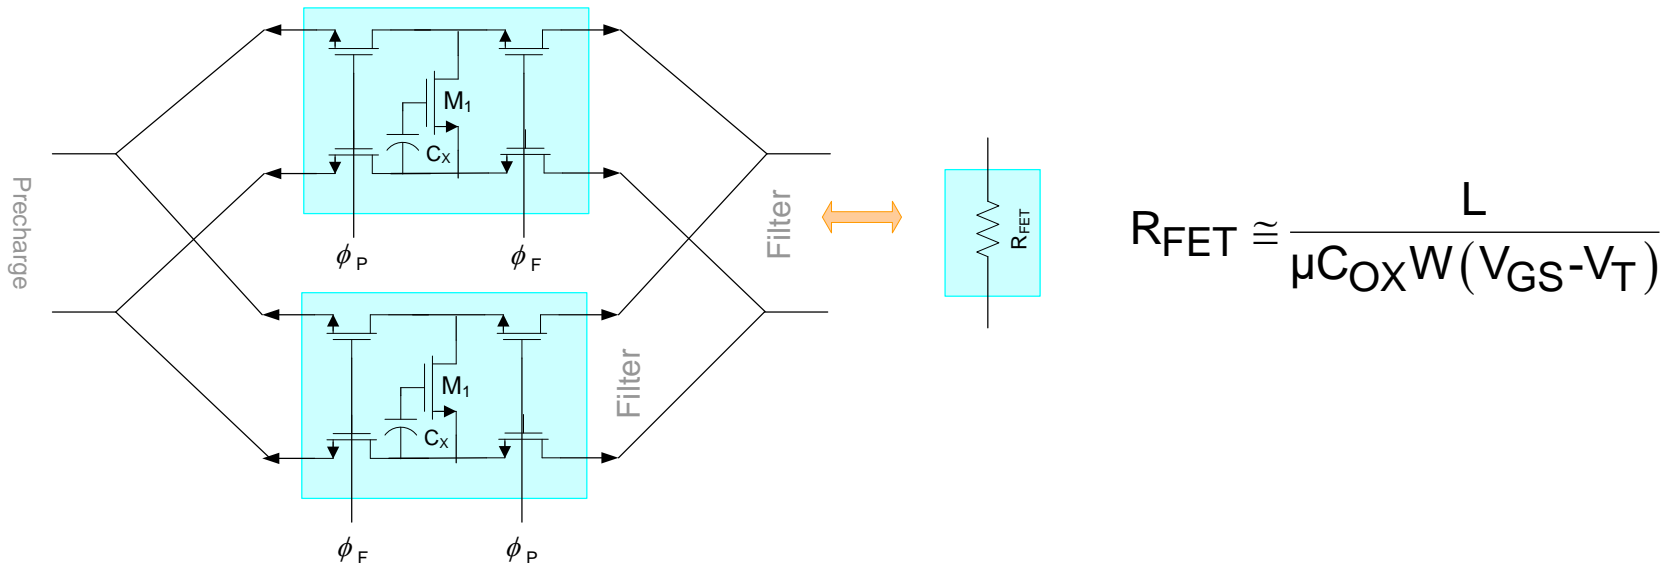 Precharge
M1
CX
ϕP
ϕF
Filter
M1
CX
Filter
ϕF
ϕP
RFET
RFET ≅ L / µCOXW(VGS-VT)